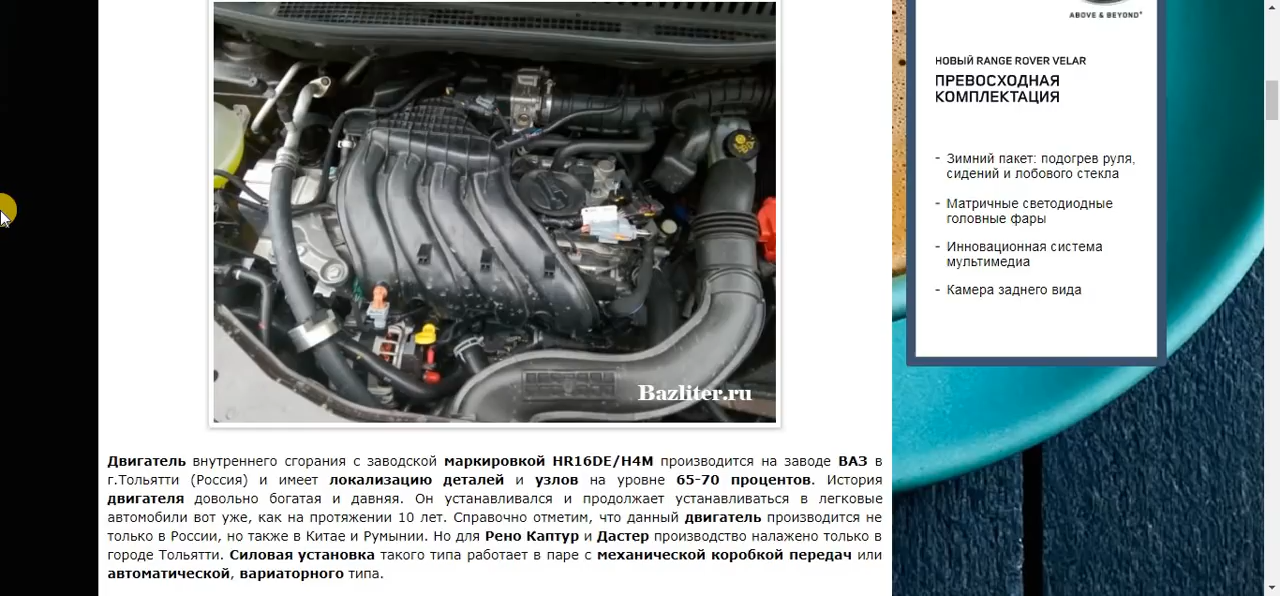 ABOVE & BEYOND
НОВЫЙ RANGE ROVER VELAR
ПРЕВОСХОДНАЯ
КОМПЛЕКТАЦИЯ
- Зимний пакет: подогрев руля,
сидений и лобового стекла
- Матричные светодиодные
головные фары
- Инновационная система
мультимедиа
- Камера заднего вида
Bazliter.ru
Двигатель внутреннего сгорания с заводской маркировкой HR16DE/H4M производится на заводе ВАЗ в
г.Тольятти (Россия) и имеет локализацию деталей и узлов на уровне 65-70 процентов. История
двигателя довольно богатая и давняя. Он устанавливался и продолжает устанавливаться в легковые
автомобили вот уже, как на протяжении 10 лет. Справочно отметим, что данный двигатель производится не
только в России, но также в Китае и Румынии. Но для Рено Каптур и Дастер производство налажено только в
городе Тольятти. Силовая установка такого типа работает в паре с механической коробкой передач или
автоматической, вариаторного типа.